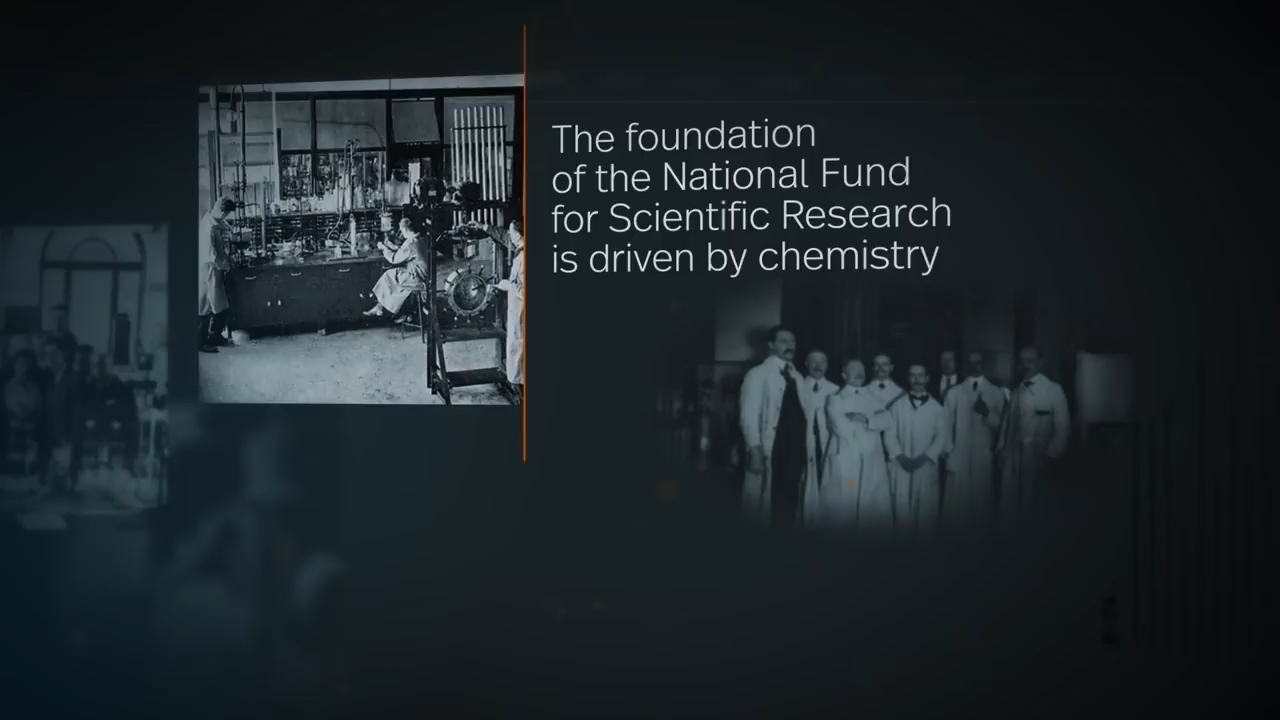 The foundation
of the National Fund
for Scientific Research
is driven by chemistry